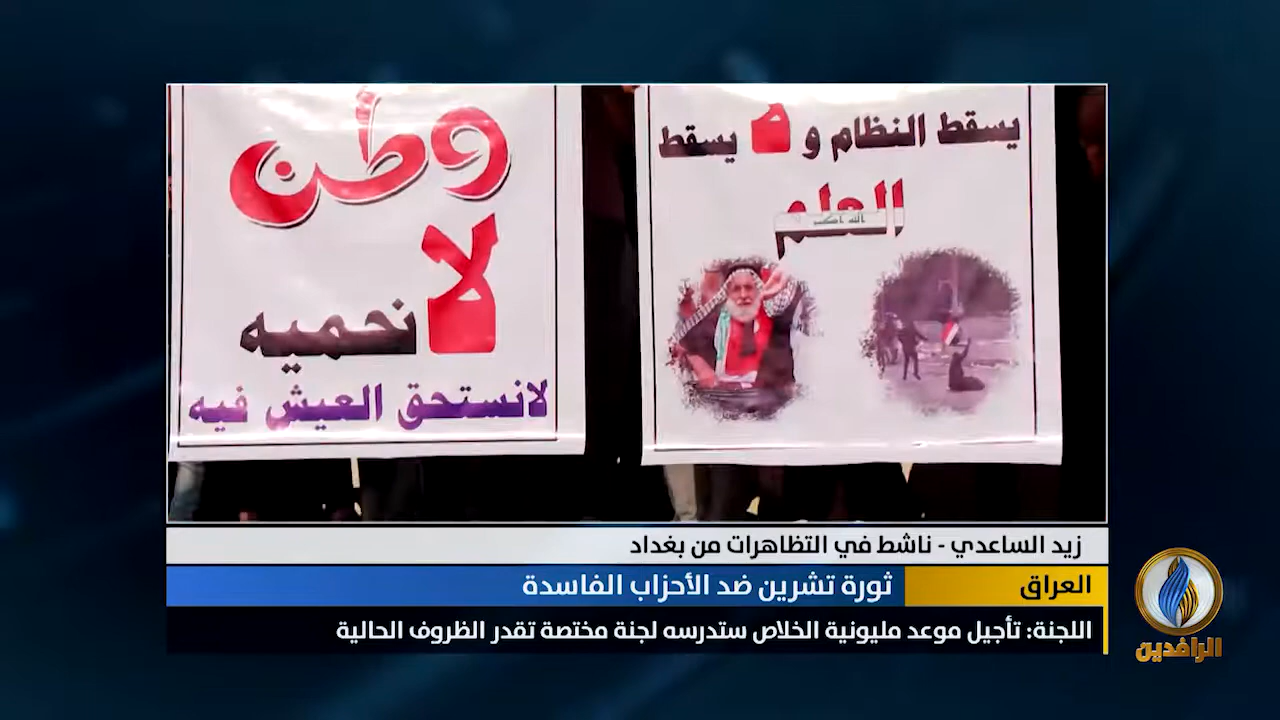 يسقط النظام و لا يسقط
العلم
الله اكبر
وطن
لا نحميه
لانستحق العيش فيه
زيد الساعدي - ناشط في التظاهرات من بغداد
العراق
ثورة تشرين ضد الأحزاب الفاسدة
اللجنة: تأجيل موعد مليونية الخلاص ستدرسه لجنة مختصة تقدر الظروف الحالية
الرافدين